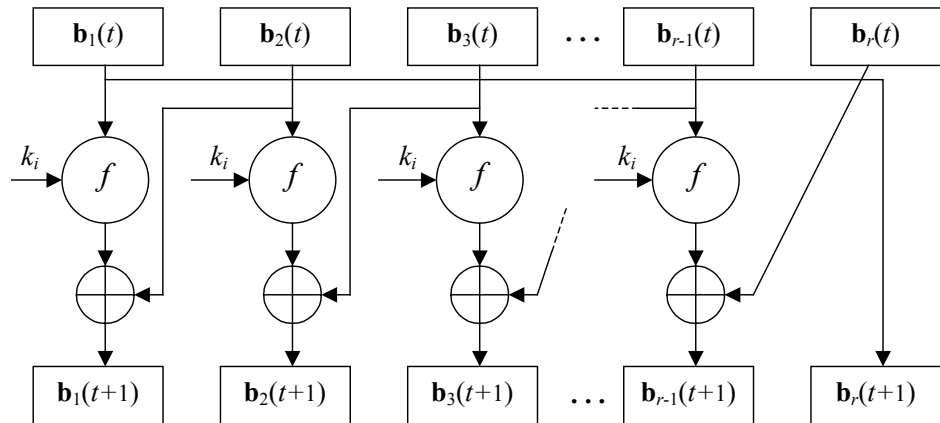 b₁(t) b₂(t) b₃(t) ... bᵣ₋₁(t) bᵣ(t)
kᵢ f kᵢ f kᵢ f kᵢ f
b₁(t+1) b₂(t+1) b₃(t+1) ... bᵣ₋₁(t+1) bᵣ(t+1)